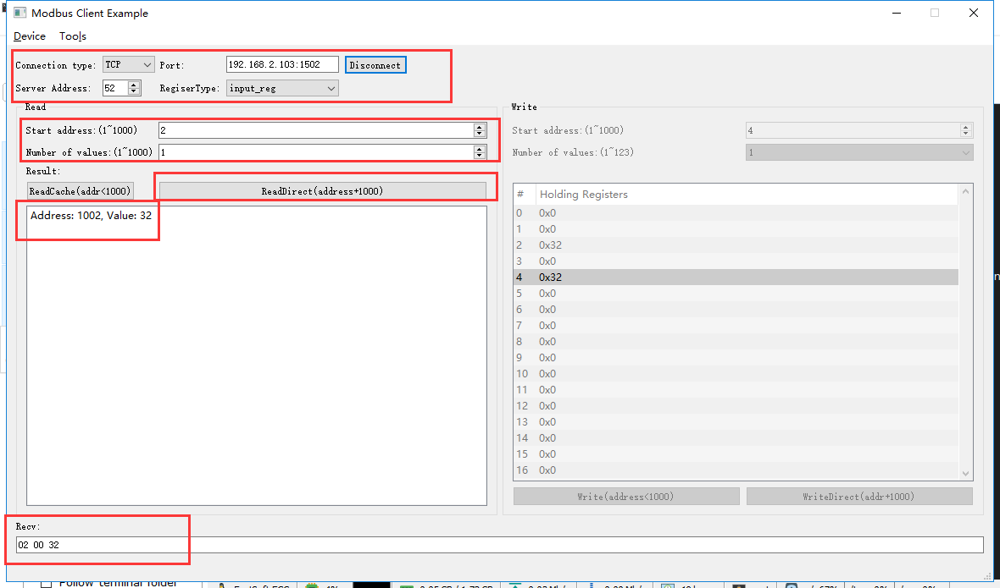 Modbus Client Example
Device Tools
Connection type: TCP Port: 192.168.2.103:1502 Disconnect
Server Address: 52 RegiserType: input_reg
Read
Start address:(1~1000) 2
Number of values:(1~1000) 1
Result:
ReadCache(addr<1000) ReadDirect(address+1000)
Address: 1002, Value: 32
Write
Start address:(1~1000) 4
Number of values:(1~123) 1
# Holding Registers
0 0x0
1 0x0
2 0x32
3 0x0
4 0x32
5 0x0
6 0x0
7 0x0
8 0x0
9 0x0
10 0x0
11 0x0
12 0x0
13 0x0
14 0x0
15 0x0
16 0x0
Write(address<1000) WriteDirect(addr+1000)
Recv:
02 00 32
Follow terminal folder